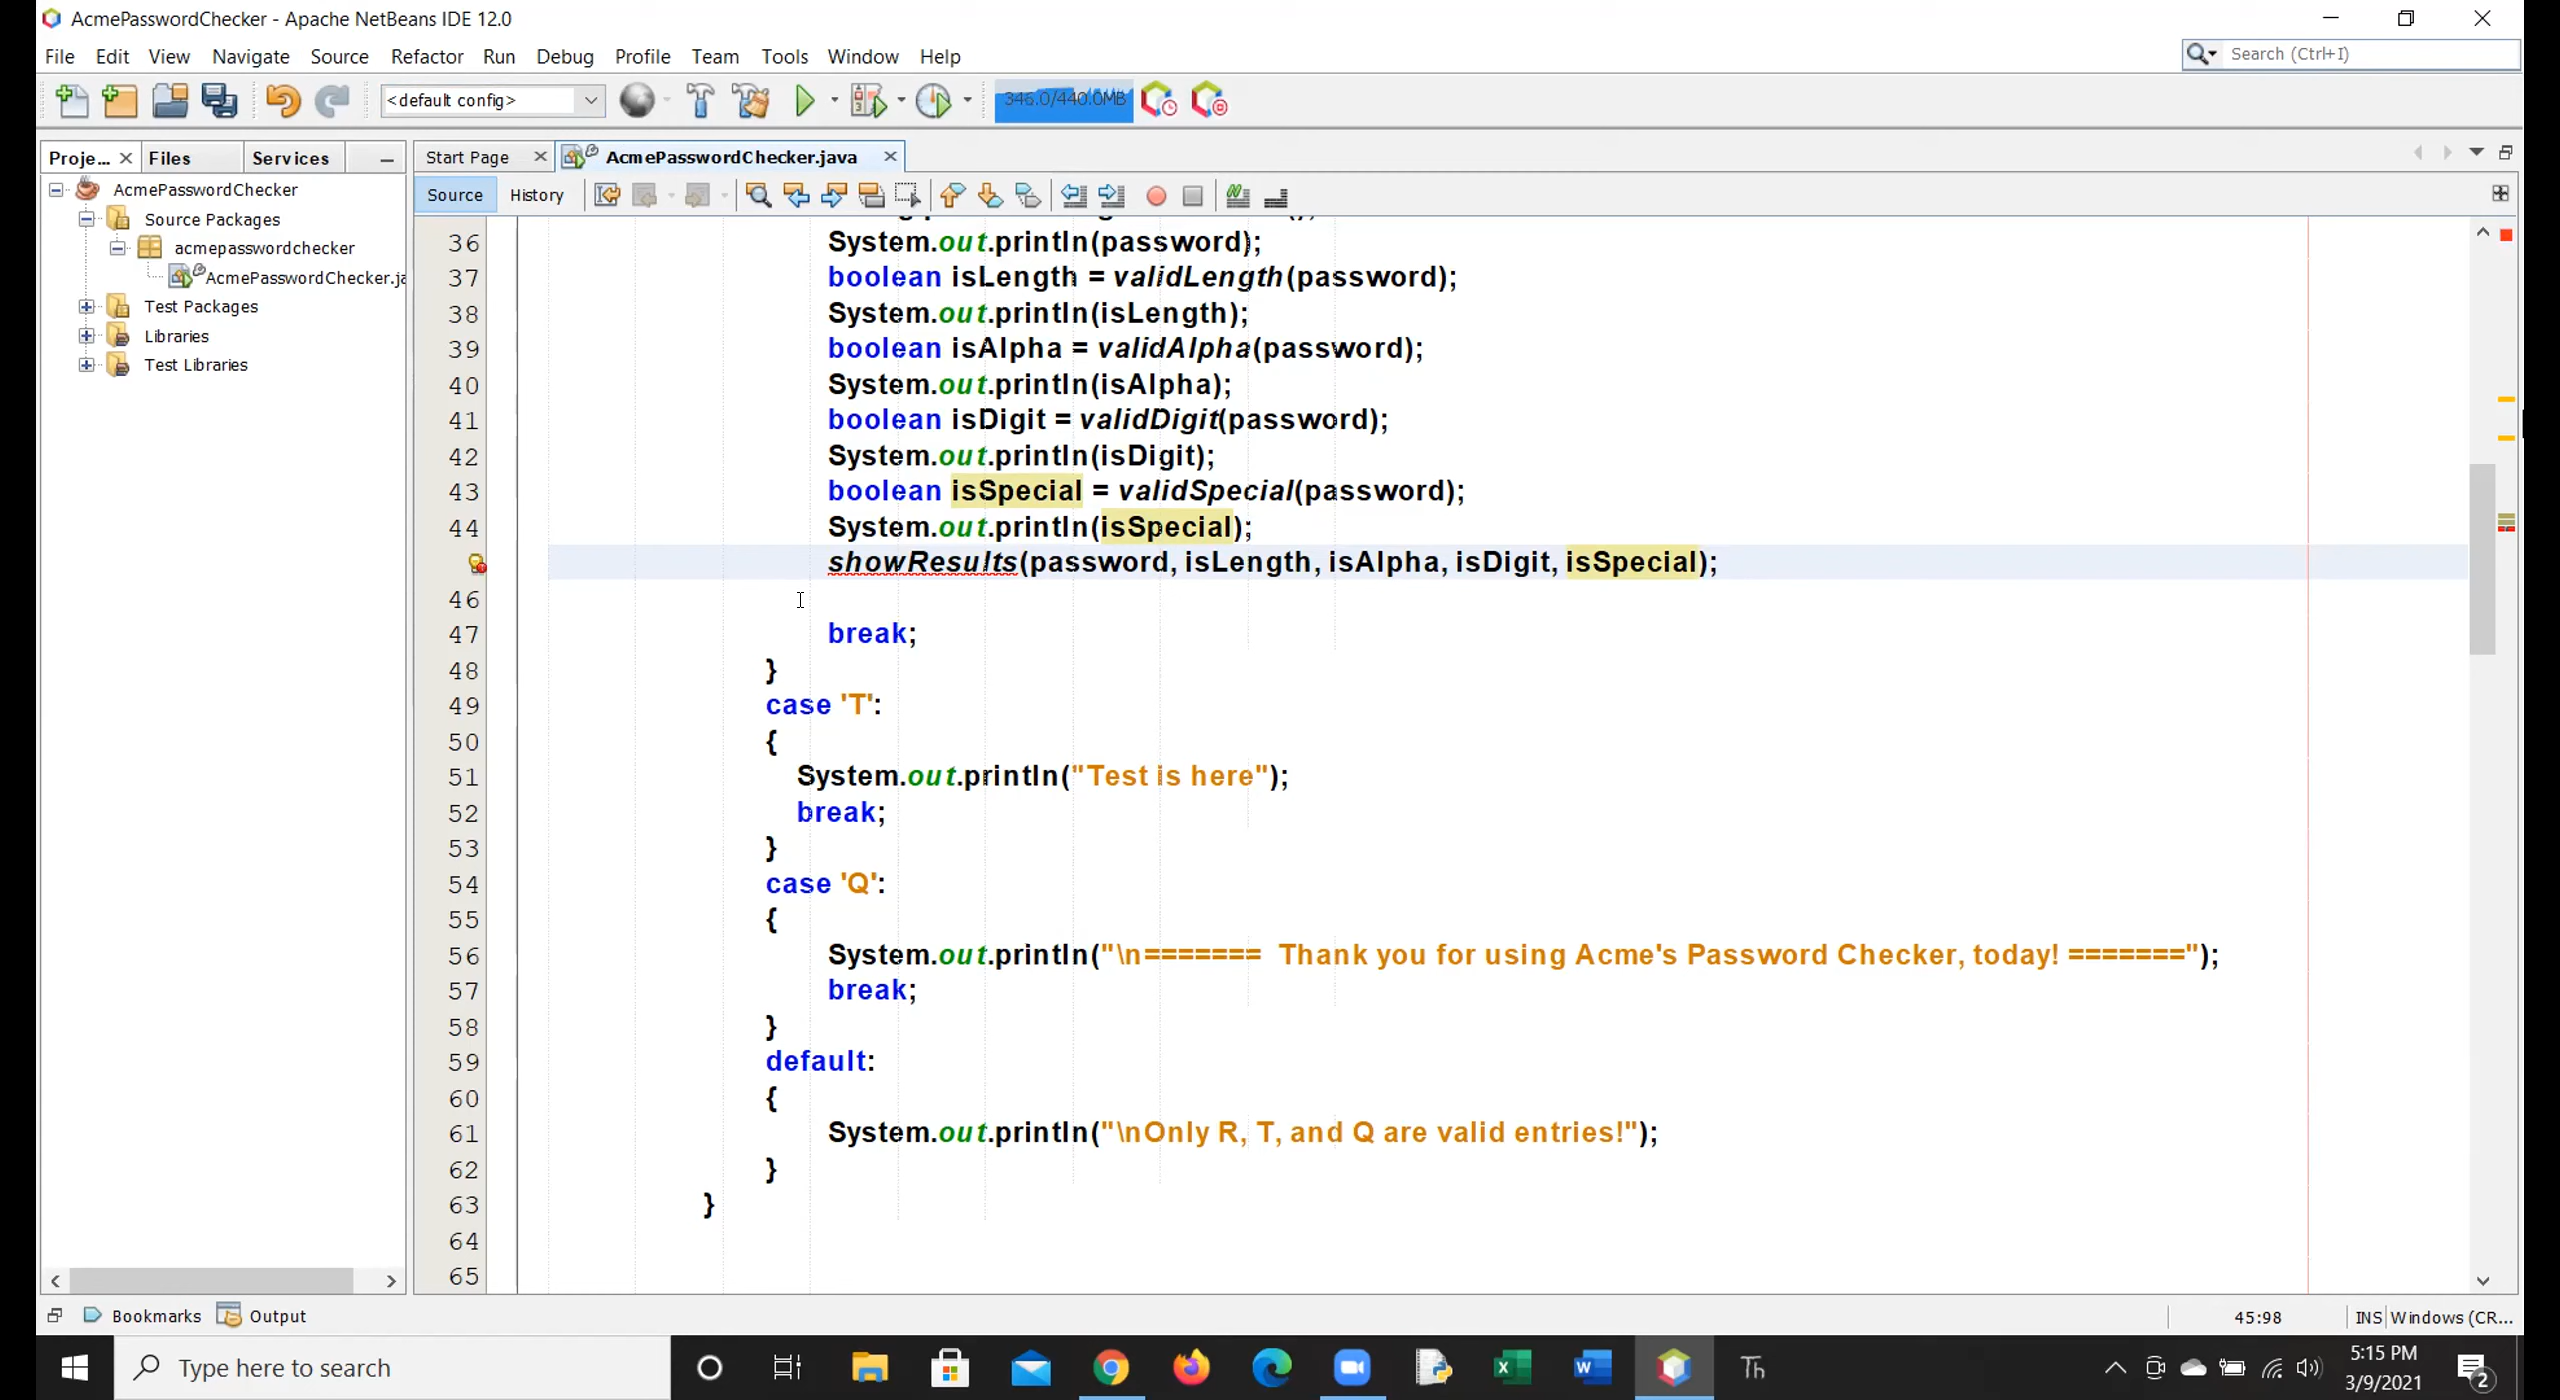 AcmePasswordChecker - Apache NetBeans IDE 12.0
File Edit View Navigate Source Refactor Run Debug Profile Team Tools Window Help
Search (Ctrl+I)
<default config>
346.0/440.0MB
Proje... Files Services
Start Page AcmePasswordChecker.java
Source History
AcmePasswordChecker
Source Packages
acmepasswordchecker
AcmePasswordChecker.ja
Test Packages
Libraries
Test Libraries
36 System.out.println(password);
37 boolean isLength = validLength(password);
38 System.out.println(isLength);
39 boolean isAlpha = validAlpha(password);
40 System.out.println(isAlpha);
41 boolean isDigit = validDigit(password);
42 System.out.println(isDigit);
43 boolean isSpecial = validSpecial(password);
44 System.out.println(isSpecial);
showResults(password, isLength, isAlpha, isDigit, isSpecial);
46
47 break;
48 }
49 case 'T':
50 {
51 System.out.println("Test is here");
52 break;
53 }
54 case 'Q':
55 {
56 System.out.println("\n======= Thank you for using Acme's Password Checker, today! =======");
57 break;
58 }
59 default:
60 {
61 System.out.println("\nOnly R, T, and Q are valid entries!");
62 }
63 }
64
65
Bookmarks Output
45:98 INS Windows (CR...
Type here to search
Th
5:15 PM
3/9/2021
2